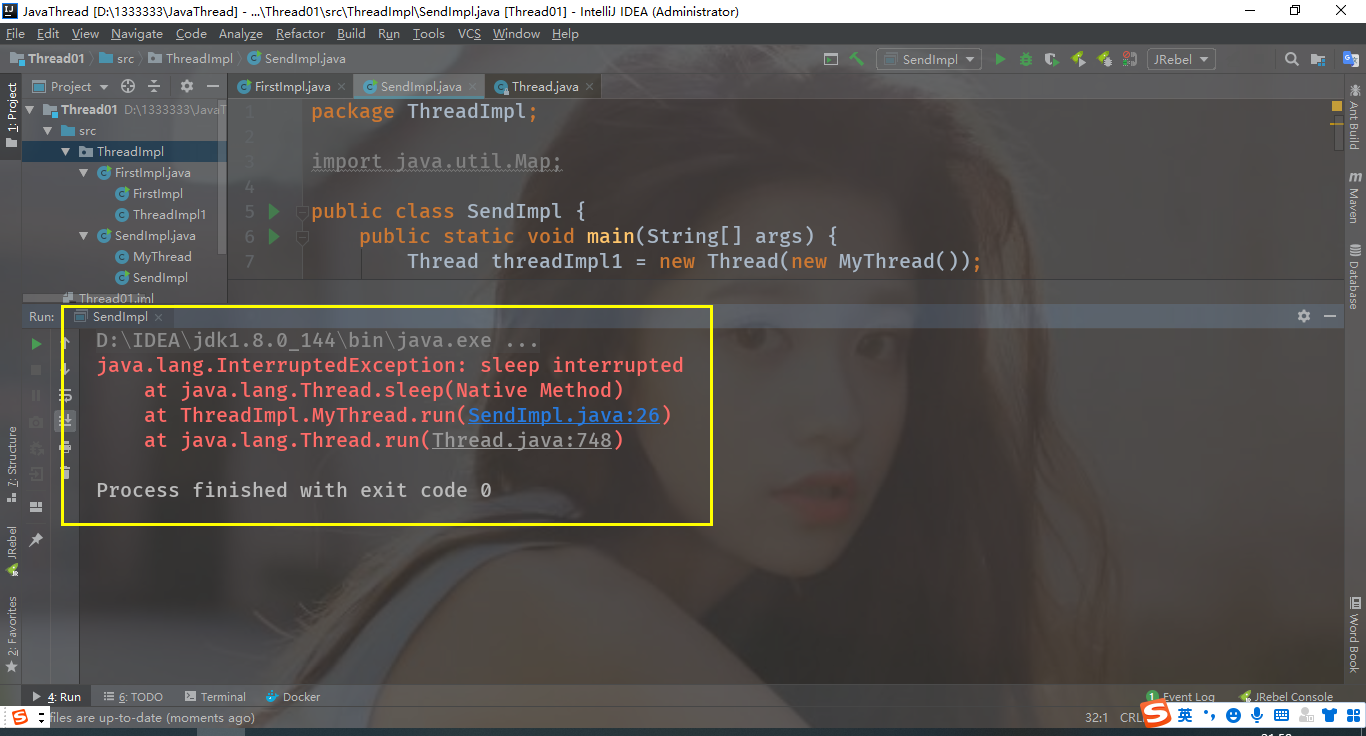 JavaThread [D:\1333333\JavaThread] - ...\Thread01\src\ThreadImpl\SendImpl.java [Thread01] - IntelliJ IDEA (Administrator)
File Edit View Navigate Code Analyze Refactor Build Run Tools VCS Window Help
Thread01 src ThreadImpl SendImpl.java SendImpl JRebel
Project FirstImpl.java SendImpl.java Thread.java
1: Project
Thread01 D:\1333333\JavaT
src
ThreadImpl
FirstImpl.java
FirstImpl
ThreadImpl1
SendImpl.java
MyThread
SendImpl
Thread01.iml
1 package ThreadImpl;
2
3 import java.util.Map;
4
5 public class SendImpl {
6 public static void main(String[] args) {
7 Thread threadImpl1 = new Thread(new MyThread());
Ant Build
Maven
Database
Run: SendImpl
D:\IDEA\jdk1.8.0_144\bin\java.exe ...
java.lang.InterruptedException: sleep interrupted
at java.lang.Thread.sleep(Native Method)
at ThreadImpl.MyThread.run(SendImpl.java:26)
at java.lang.Thread.run(Thread.java:748)
Process finished with exit code 0
7: Structure
JRebel
2: Favorites
Word Book
4: Run 6: TODO Terminal Docker 1 Event Log JRebel Console
files are up-to-date (moments ago) 32:1 CRL
英